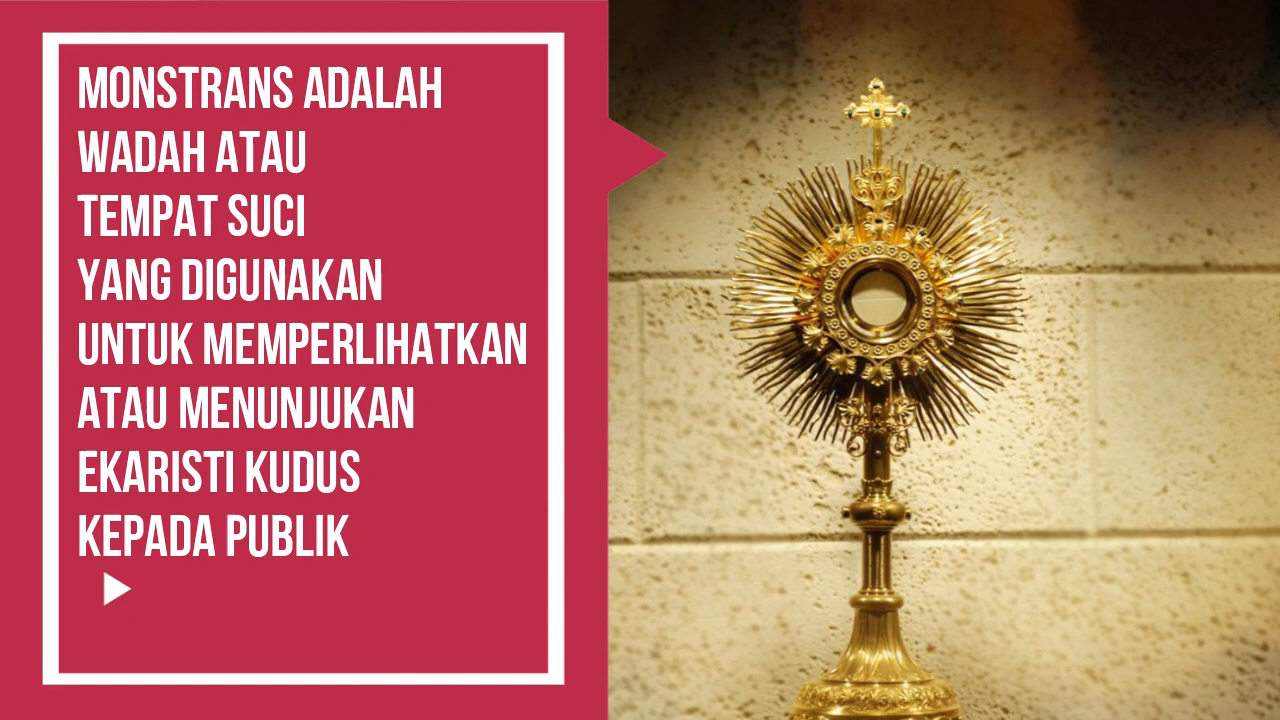 MONSTRANS ADALAH
WADAH ATAU
TEMPAT SUCI
YANG DIGUNAKAN
UNTUK MEMPERLIHATKAN
ATAU MENUNJUKAN
EKARISTI KUDUS
KEPADA PUBLIK